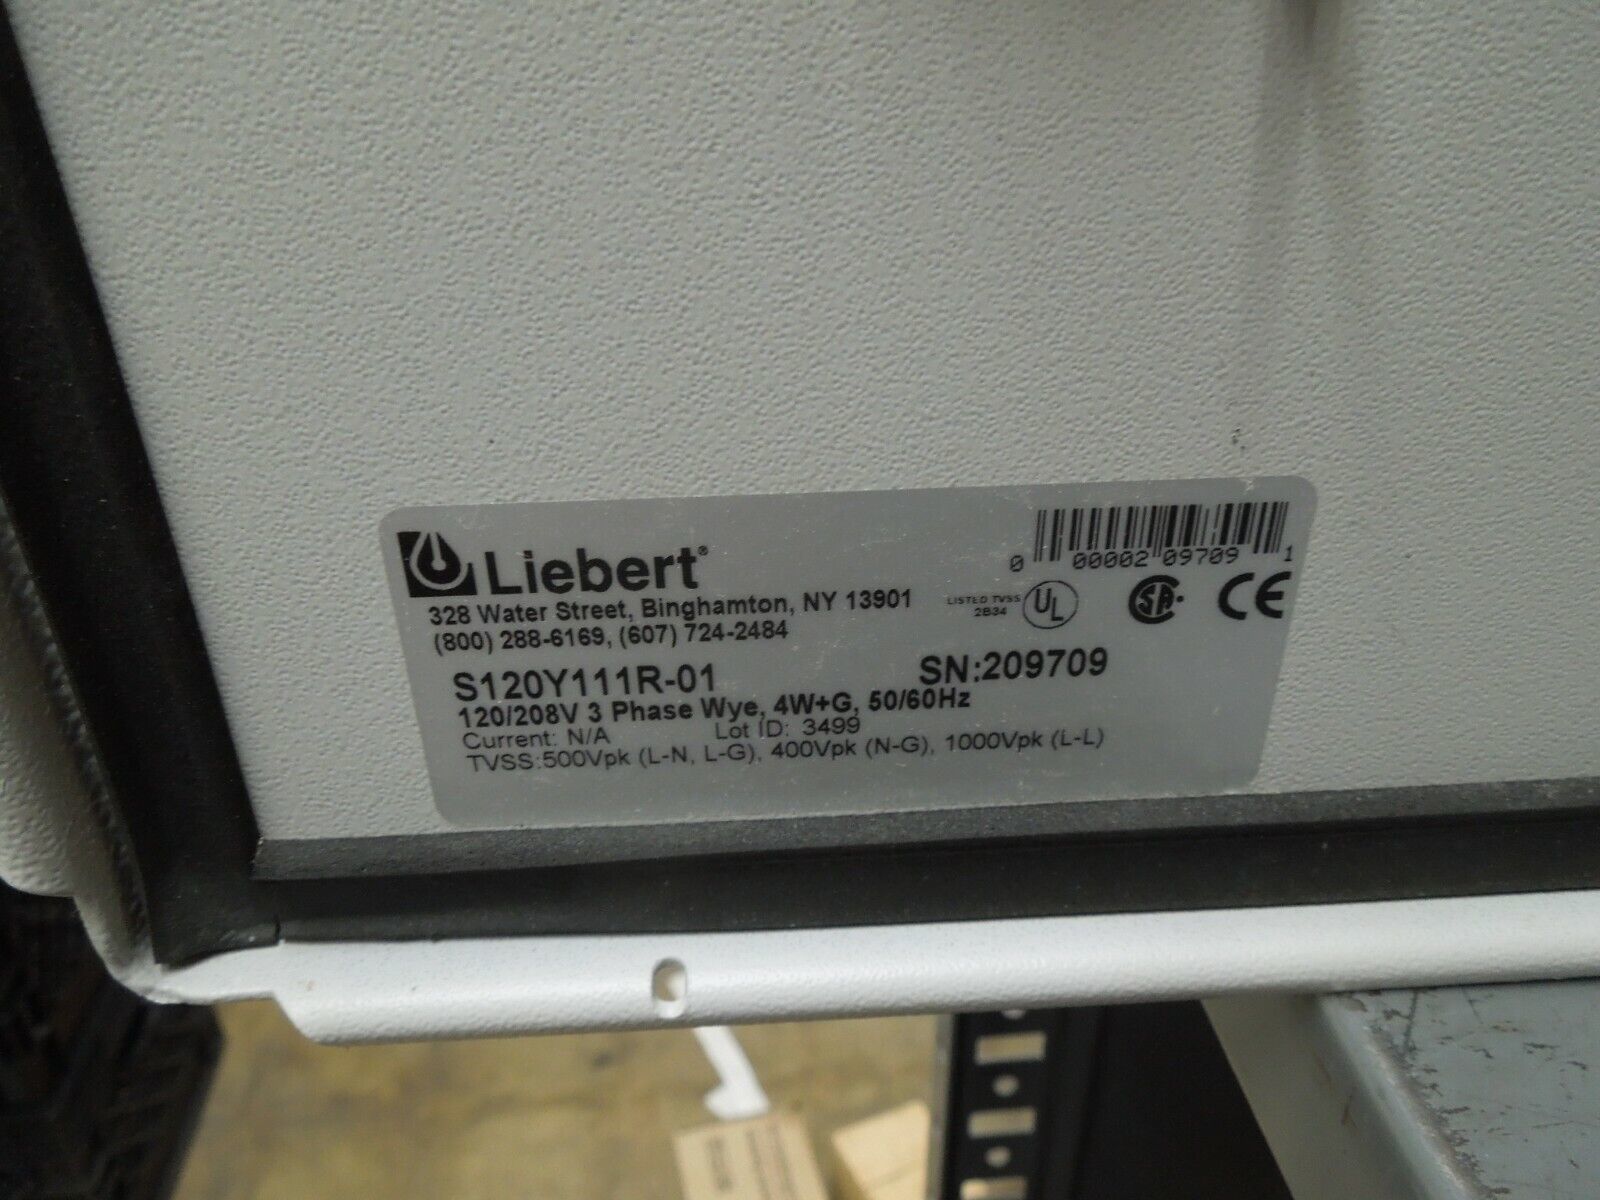 Liebert®
0 00002 09709 1
328 Water Street, Binghamton, NY 13901
LISTED TVSS
2B34
UL
SA
CE
(800) 288-6169, (607) 724-2484
S120Y111R-01 SN:209709
120/208V 3 Phase Wye, 4W+G, 50/60Hz
Current: N/A Lot ID: 3499
TVSS:500Vpk (L-N, L-G), 400Vpk (N-G), 1000Vpk (L-L)